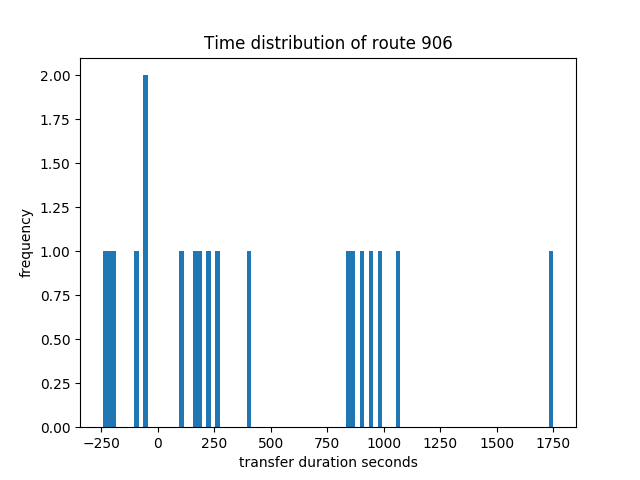 Time distribution of route 906
2.00
1.75
1.50
1.25
1.00
0.75
0.50
0.25
0.00
frequency
−250 0 250 500 750 1000 1250 1500 1750
transfer duration seconds